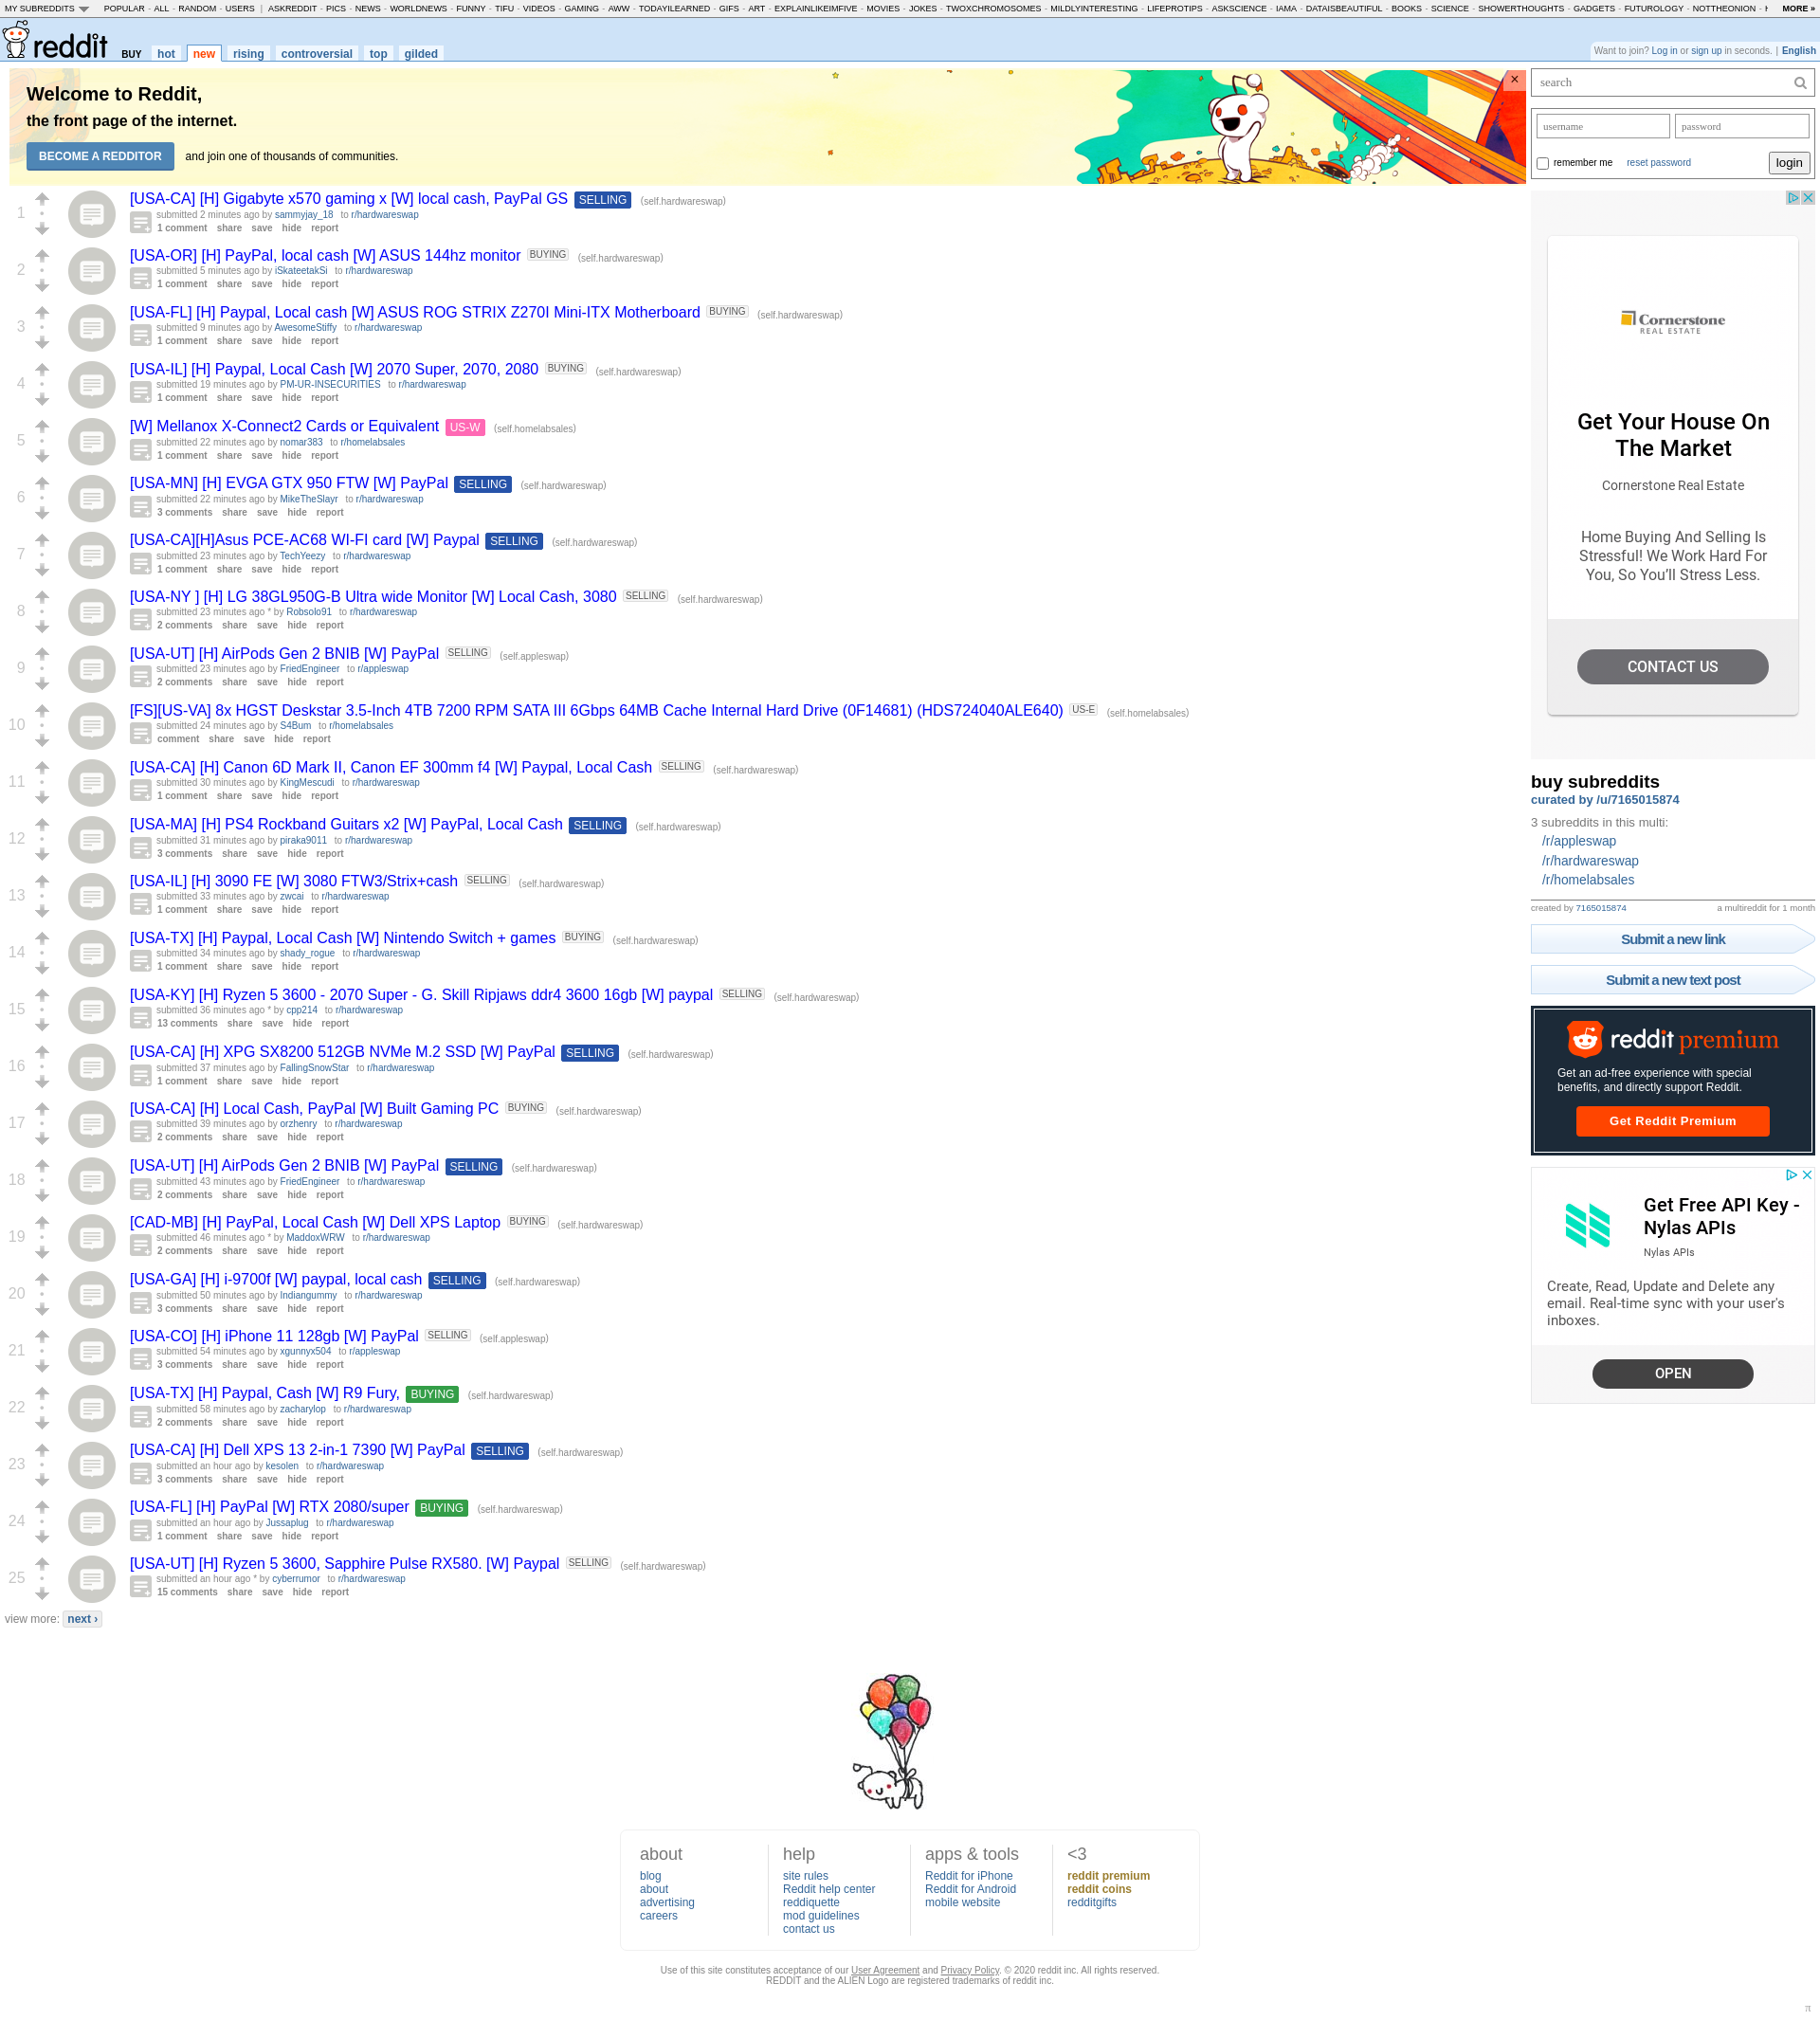 MY SUBREDDITS POPULAR - ALL - RANDOM - USERS | ASKREDDIT - PICS - NEWS - WORLDNEWS - FUNNY - TIFU - VIDEOS - GAMING - AWW - TODAYILEARNED - GIFS - ART - EXPLAINLIKEIMFIVE - MOVIES - JOKES - TWOXCHROMOSOMES - MILDLYINTERESTING - LIFEPROTIPS - ASKSCIENCE - IAMA - DATAISBEAUTIFUL - BOOKS - SCIENCE - SHOWERTHOUGHTS - GADGETS - FUTUROLOGY - NOTTHEONION - MORE »
reddit BUY hot new rising controversial top gilded
Want to join? Log in or sign up in seconds. | English
Welcome to Reddit,
the front page of the internet.
BECOME A REDDITOR and join one of thousands of communities.
×
1
[USA-CA] [H] Gigabyte x570 gaming x [W] local cash, PayPal GS SELLING (self.hardwareswap)
submitted 2 minutes ago by sammyjay_18 to r/hardwareswap
1 comment share save hide report
2
[USA-OR] [H] PayPal, local cash [W] ASUS 144hz monitor BUYING (self.hardwareswap)
submitted 5 minutes ago by iSkateetakSi to r/hardwareswap
1 comment share save hide report
3
[USA-FL] [H] Paypal, Local cash [W] ASUS ROG STRIX Z270I Mini-ITX Motherboard BUYING (self.hardwareswap)
submitted 9 minutes ago by AwesomeStiffy to r/hardwareswap
1 comment share save hide report
4
[USA-IL] [H] Paypal, Local Cash [W] 2070 Super, 2070, 2080 BUYING (self.hardwareswap)
submitted 19 minutes ago by PM-UR-INSECURITIES to r/hardwareswap
1 comment share save hide report
5
[W] Mellanox X-Connect2 Cards or Equivalent US-W (self.homelabsales)
submitted 22 minutes ago by nomar383 to r/homelabsales
1 comment share save hide report
6
[USA-MN] [H] EVGA GTX 950 FTW [W] PayPal SELLING (self.hardwareswap)
submitted 22 minutes ago by MikeTheSlayr to r/hardwareswap
3 comments share save hide report
7
[USA-CA][H]Asus PCE-AC68 WI-FI card [W] Paypal SELLING (self.hardwareswap)
submitted 23 minutes ago by TechYeezy to r/hardwareswap
1 comment share save hide report
8
[USA-NY ] [H] LG 38GL950G-B Ultra wide Monitor [W] Local Cash, 3080 SELLING (self.hardwareswap)
submitted 23 minutes ago * by Robsolo91 to r/hardwareswap
2 comments share save hide report
9
[USA-UT] [H] AirPods Gen 2 BNIB [W] PayPal SELLING (self.appleswap)
submitted 23 minutes ago by FriedEngineer to r/appleswap
2 comments share save hide report
10
[FS][US-VA] 8x HGST Deskstar 3.5-Inch 4TB 7200 RPM SATA III 6Gbps 64MB Cache Internal Hard Drive (0F14681) (HDS724040ALE640) US-E (self.homelabsales)
submitted 24 minutes ago by S4Bum to r/homelabsales
comment share save hide report
11
[USA-CA] [H] Canon 6D Mark II, Canon EF 300mm f4 [W] Paypal, Local Cash SELLING (self.hardwareswap)
submitted 30 minutes ago by KingMescudi to r/hardwareswap
1 comment share save hide report
12
[USA-MA] [H] PS4 Rockband Guitars x2 [W] PayPal, Local Cash SELLING (self.hardwareswap)
submitted 31 minutes ago by piraka9011 to r/hardwareswap
3 comments share save hide report
13
[USA-IL] [H] 3090 FE [W] 3080 FTW3/Strix+cash SELLING (self.hardwareswap)
submitted 33 minutes ago by zwcai to r/hardwareswap
1 comment share save hide report
14
[USA-TX] [H] Paypal, Local Cash [W] Nintendo Switch + games BUYING (self.hardwareswap)
submitted 34 minutes ago by shady_rogue to r/hardwareswap
1 comment share save hide report
15
[USA-KY] [H] Ryzen 5 3600 - 2070 Super - G. Skill Ripjaws ddr4 3600 16gb [W] paypal SELLING (self.hardwareswap)
submitted 36 minutes ago * by cpp214 to r/hardwareswap
13 comments share save hide report
16
[USA-CA] [H] XPG SX8200 512GB NVMe M.2 SSD [W] PayPal SELLING (self.hardwareswap)
submitted 37 minutes ago by FallingSnowStar to r/hardwareswap
1 comment share save hide report
17
[USA-CA] [H] Local Cash, PayPal [W] Built Gaming PC BUYING (self.hardwareswap)
submitted 39 minutes ago by orzhenry to r/hardwareswap
2 comments share save hide report
18
[USA-UT] [H] AirPods Gen 2 BNIB [W] PayPal SELLING (self.hardwareswap)
submitted 43 minutes ago by FriedEngineer to r/hardwareswap
2 comments share save hide report
19
[CAD-MB] [H] PayPal, Local Cash [W] Dell XPS Laptop BUYING (self.hardwareswap)
submitted 46 minutes ago * by MaddoxWRW to r/hardwareswap
2 comments share save hide report
20
[USA-GA] [H] i-9700f [W] paypal, local cash SELLING (self.hardwareswap)
submitted 50 minutes ago by Indiangummy to r/hardwareswap
3 comments share save hide report
21
[USA-CO] [H] iPhone 11 128gb [W] PayPal SELLING (self.appleswap)
submitted 54 minutes ago by xgunnyx504 to r/appleswap
3 comments share save hide report
22
[USA-TX] [H] Paypal, Cash [W] R9 Fury, BUYING (self.hardwareswap)
submitted 58 minutes ago by zacharylop to r/hardwareswap
2 comments share save hide report
23
[USA-CA] [H] Dell XPS 13 2-in-1 7390 [W] PayPal SELLING (self.hardwareswap)
submitted an hour ago by kesolen to r/hardwareswap
3 comments share save hide report
24
[USA-FL] [H] PayPal [W] RTX 2080/super BUYING (self.hardwareswap)
submitted an hour ago by Jussaplug to r/hardwareswap
1 comment share save hide report
25
[USA-UT] [H] Ryzen 5 3600, Sapphire Pulse RX580. [W] Paypal SELLING (self.hardwareswap)
submitted an hour ago * by cyberrumor to r/hardwareswap
15 comments share save hide report
view more: next ›
search
username password
remember me reset password login
Cornerstone
REAL ESTATE
Get Your House On
The Market
Cornerstone Real Estate
Home Buying And Selling Is
Stressful! We Work Hard For
You, So You'll Stress Less.
CONTACT US
buy subreddits
curated by /u/7165015874
3 subreddits in this multi:
/r/appleswap
/r/hardwareswap
/r/homelabsales
created by 7165015874 a multireddit for 1 month
Submit a new link
Submit a new text post
reddit premium
Get an ad-free experience with special
benefits, and directly support Reddit.
Get Reddit Premium
Get Free API Key -
Nylas APIs
Nylas APIs
Create, Read, Update and Delete any
email. Real-time sync with your user's
inboxes.
OPEN
about
blog
about
advertising
careers
help
site rules
Reddit help center
reddiquette
mod guidelines
contact us
apps & tools
Reddit for iPhone
Reddit for Android
mobile website
<3
reddit premium
reddit coins
redditgifts
Use of this site constitutes acceptance of our User Agreement and Privacy Policy. © 2020 reddit inc. All rights reserved.
REDDIT and the ALIEN Logo are registered trademarks of reddit inc.
π